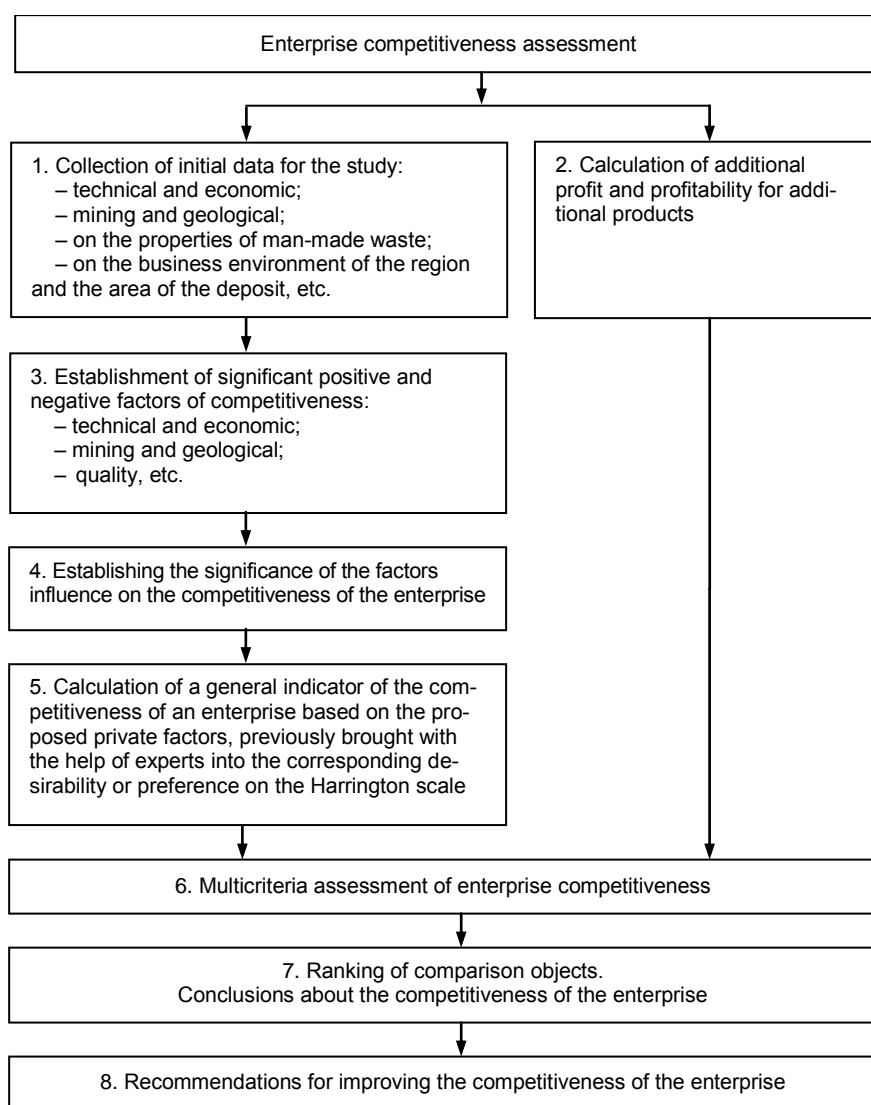 Enterprise competitiveness assessment
1. Collection of initial data for the study:
– technical and economic;
– mining and geological;
– on the properties of man-made waste;
– on the business environment of the region
and the area of the deposit, etc.
2. Calculation of additional
profit and profitability for addi-
tional products
3. Establishment of significant positive and
negative factors of competitiveness:
– technical and economic;
– mining and geological;
– quality, etc.
4. Establishing the significance of the factors
influence on the competitiveness of the enterprise
5. Calculation of a general indicator of the com-
petitiveness of an enterprise based on the pro-
posed private factors, previously brought with
the help of experts into the corresponding de-
sirability or preference on the Harrington scale
6. Multicriteria assessment of enterprise competitiveness
7. Ranking of comparison objects.
Conclusions about the competitiveness of the enterprise
8. Recommendations for improving the competitiveness of the enterprise